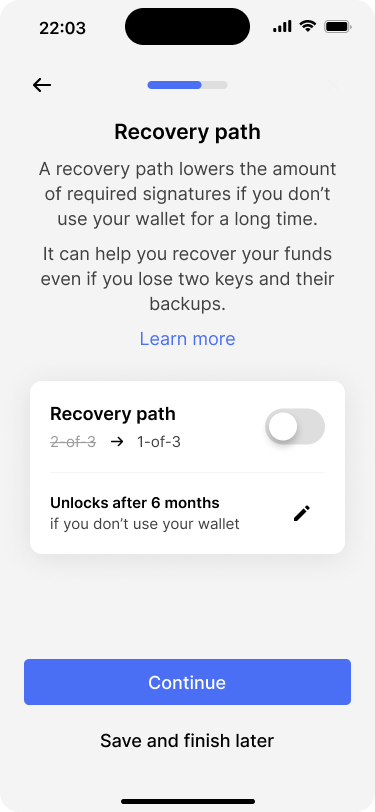 22:03
Recovery path
A recovery path lowers the amount
of required signatures if you don’t
use your wallet for a long time.
It can help you recover your funds
even if you lose two keys and their
backups.
Learn more
Recovery path
2-of-3 → 1-of-3
Unlocks after 6 months
if you don’t use your wallet
Continue
Save and finish later